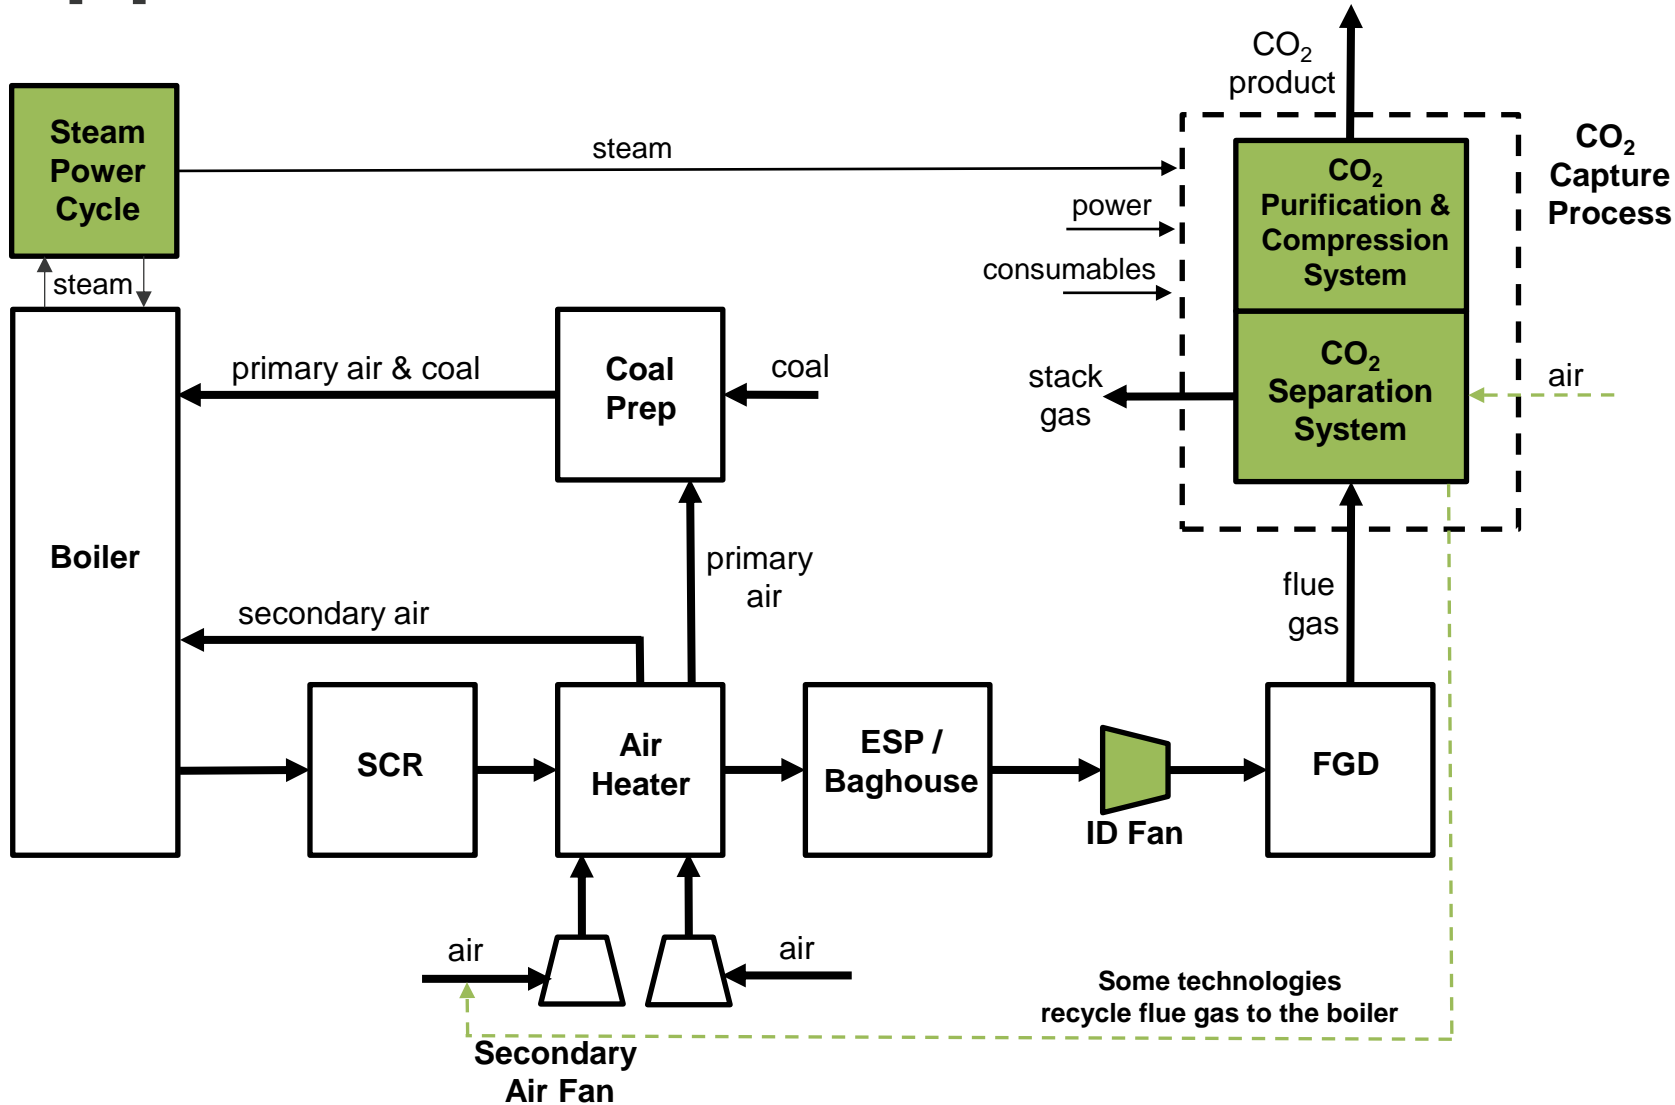 CO2
product
Steam
Power
Cycle
steam
CO2
Capture
Process
CO2
Purification &
Compression
System
power
consumables
steam
primary air & coal
Coal
Prep
coal
stack
gas
CO2
Separation
System
air
Boiler
primary
air
flue
gas
secondary air
SCR
Air
Heater
ESP /
Baghouse
ID Fan
FGD
air
air
Some technologies
recycle flue gas to the boiler
Secondary
Air Fan